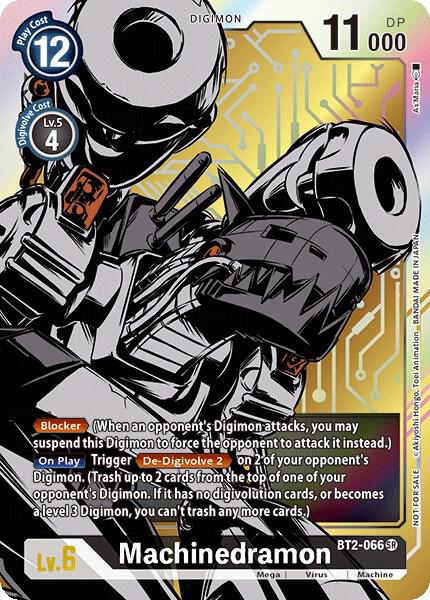 DIGIMON
Play Cost
12
11000
DP
Digivolve Cost
Lv.5
4
As'Maria
Blocker (When an opponent's Digimon attacks, you may
suspend this Digimon to force the opponent to attack it instead.)
On Play Trigger De-Digivolve 2 on 2 of your opponent's
Digimon. (Trash up to 2 cards from the top of one of your
opponent's Digimon. If it has no digivolution cards, or becomes
a level 3 Digimon, you can't trash any more cards.)
NOT FOR SALE ©Akiyoshi Hongo, Toei Animation BANDAI MADE IN JAPAN
Lv.6
Machinedramon
BT2-066 SR
Mega Virus Machine